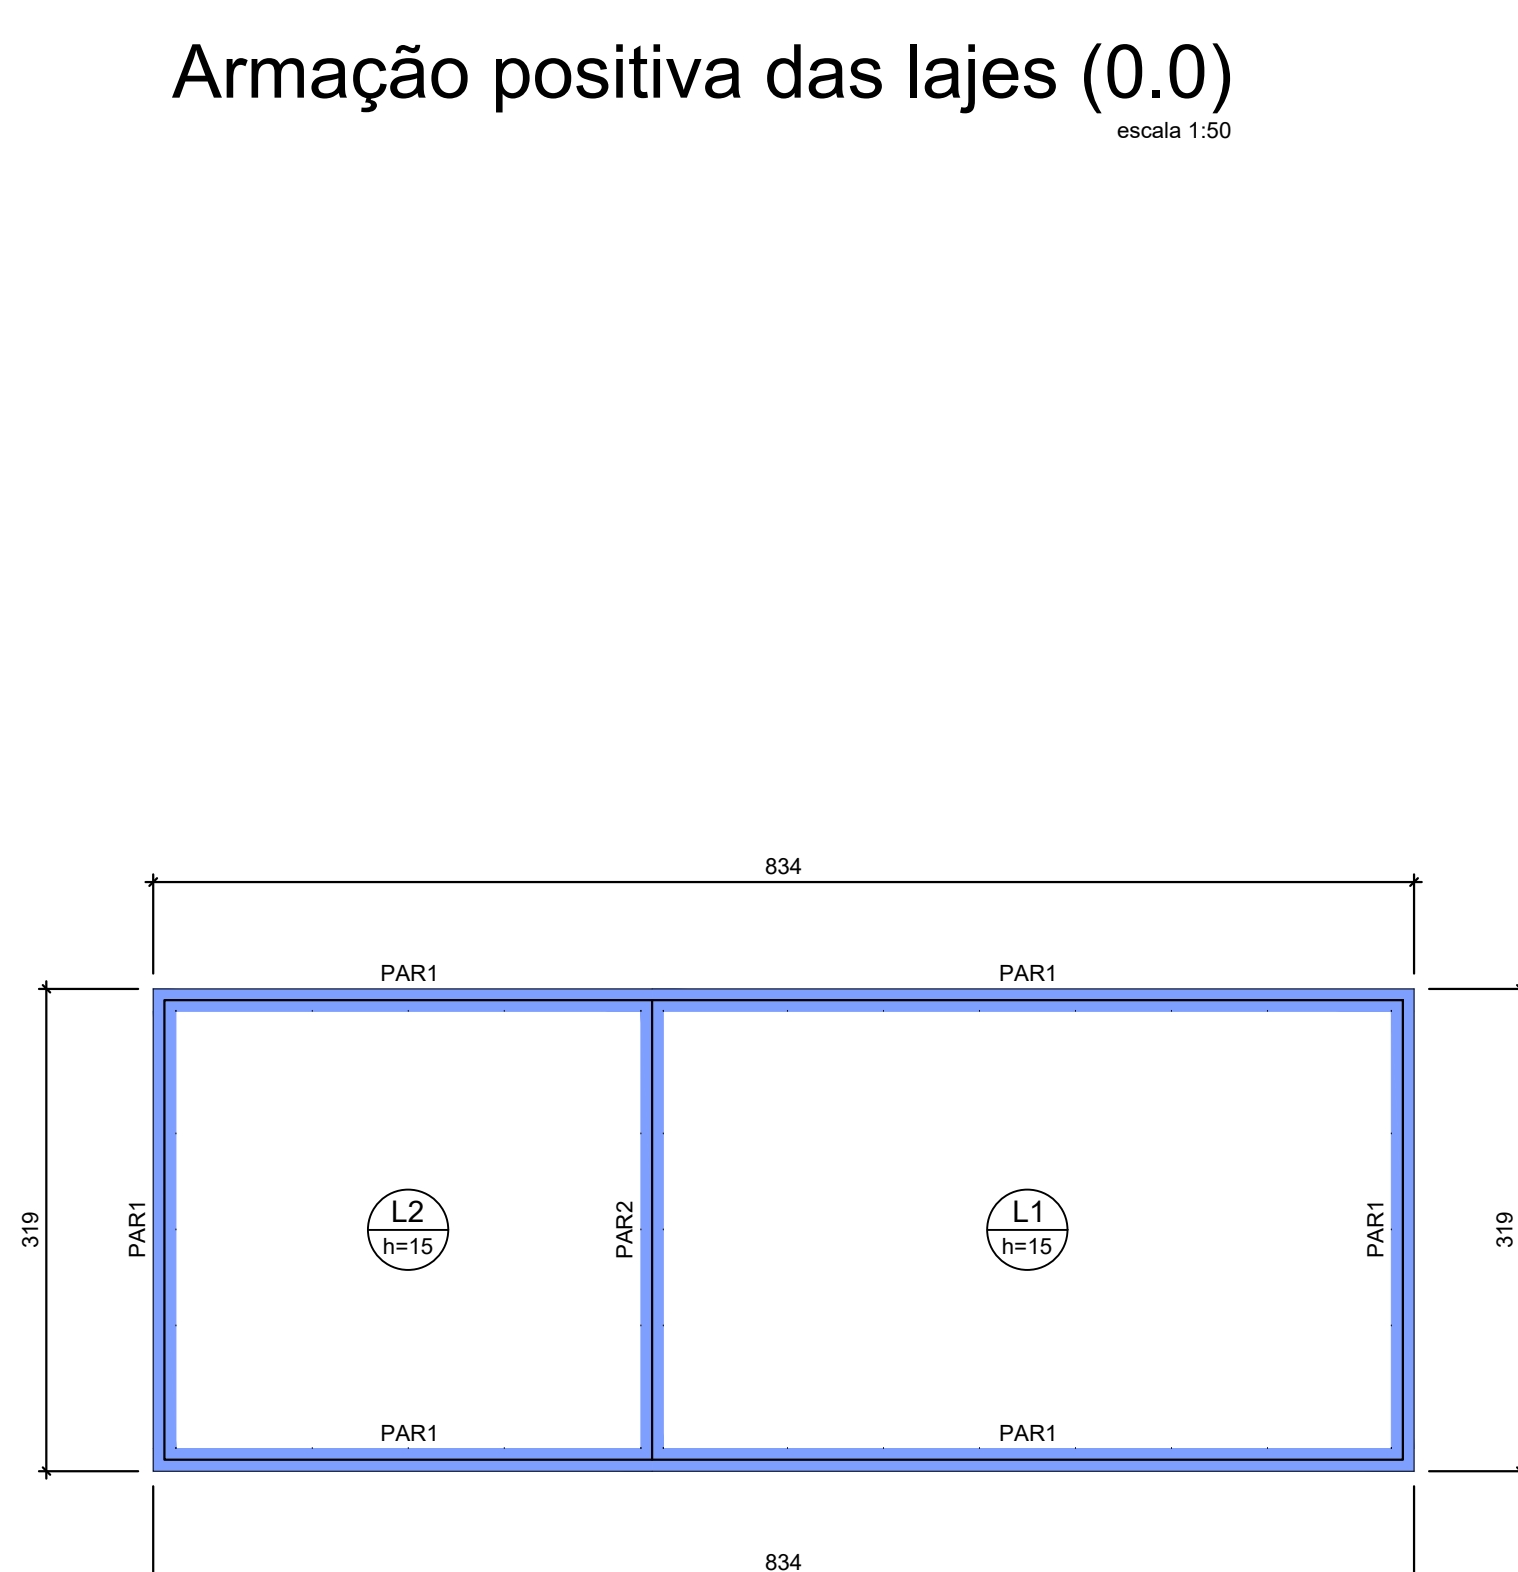 Armação positiva das lajes (0.0)
escala 1:50
834
PAR1
PAR1
319
PAR1
L2
h=15
PAR2
L1
h=15
PAR1
319
PAR1
PAR1
834